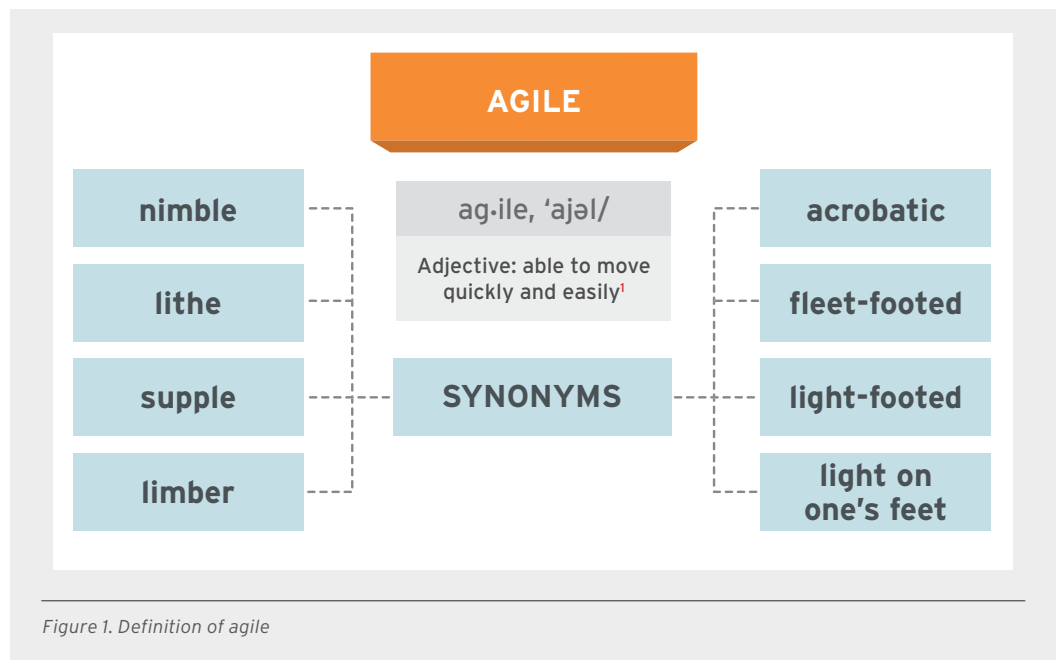 AGILE
ag•ile, ‘ajəl/
Adjective: able to move
quickly and easily¹
nimble
lithe
supple
limber
SYNONYMS
acrobatic
fleet-footed
light-footed
light on
one’s feet
Figure 1. Definition of agile